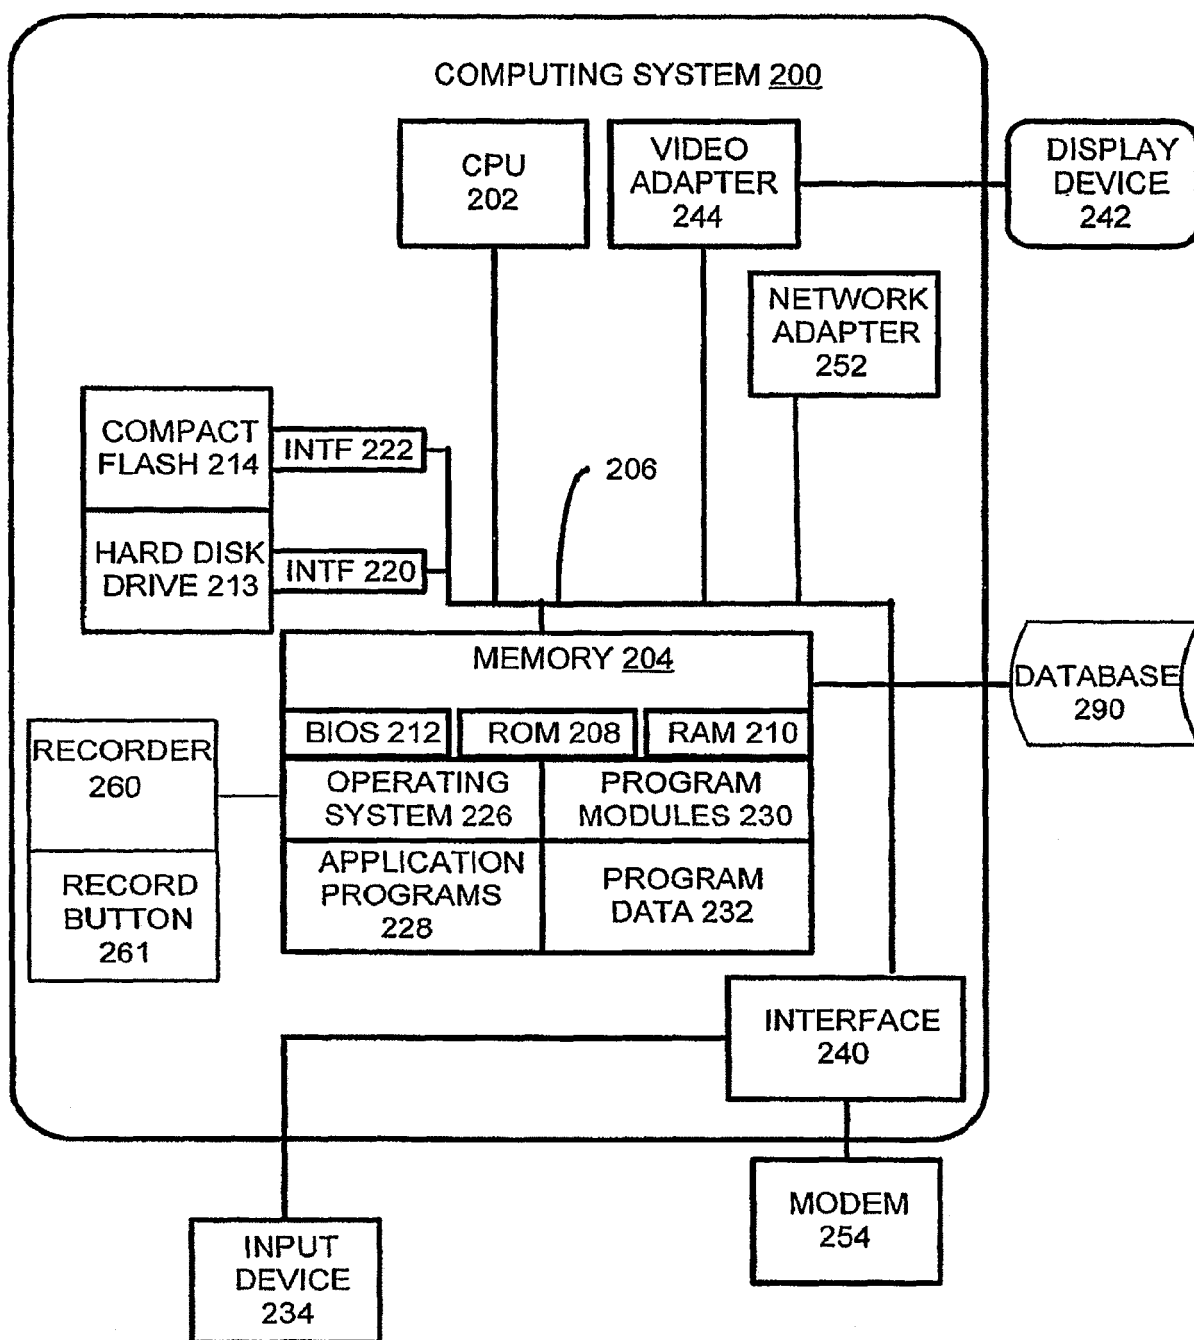 COMPUTING SYSTEM 200
CPU
202
VIDEO
ADAPTER
244
DISPLAY
DEVICE
242
NETWORK
ADAPTER
252
COMPACT
FLASH 214
INTF 222
206
HARD DISK
DRIVE 213
INTF 220
MEMORY 204
DATABASE
290
BIOS 212
ROM 208
RAM 210
RECORDER
260
OPERATING
SYSTEM 226
PROGRAM
MODULES 230
RECORD
BUTTON
261
APPLICATION
PROGRAMS
228
PROGRAM
DATA 232
INTERFACE
240
MODEM
254
INPUT
DEVICE
234